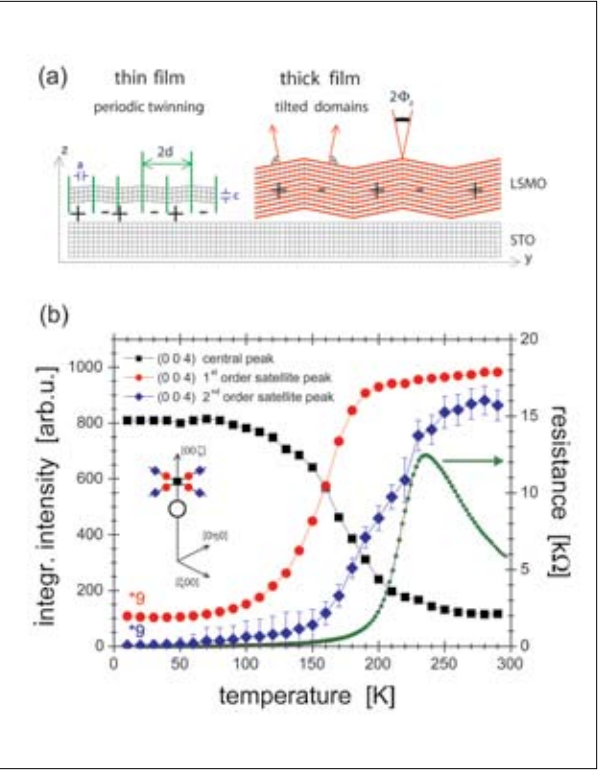 (a)
thin film
thick film
periodic twinning
tilted domains
2Φ
z
a
2d
c
+ - + - + -
+ - + - +
LSMO
STO
y
(b)
(0 0 4) central peak
(0 0 4) 1st order satellite peak
(0 0 4) 2nd order satellite peak
integr. intensity [arb.u.]
1000
800
600
400
200
0
*9
*9
0 50 100 150 200 250 300
temperature [K]
20
15
10
5
0
resistance [kΩ]